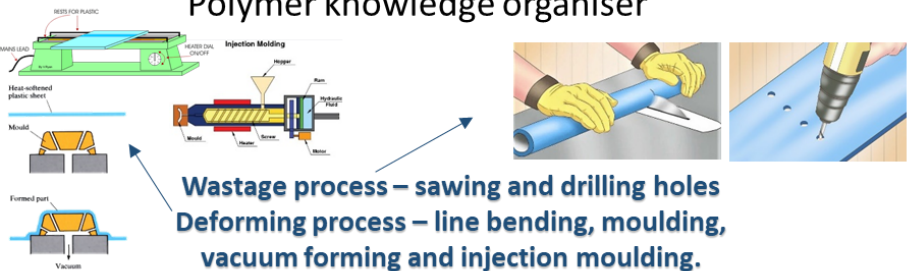 Polymer knowledge organiser
RESTS FOR PLASTIC
MAINS LEAD
HEATER DIAL
ON/OFF
Injection Molding
Hopper
Ram
Hydraulic
Fluid
Mould
Heater
Screw
Motor
Heat-softened
plastic sheet
Mould
Formed part
Vacuum
Wastage process – sawing and drilling holes
Deforming process – line bending, moulding,
vacuum forming and injection moulding.